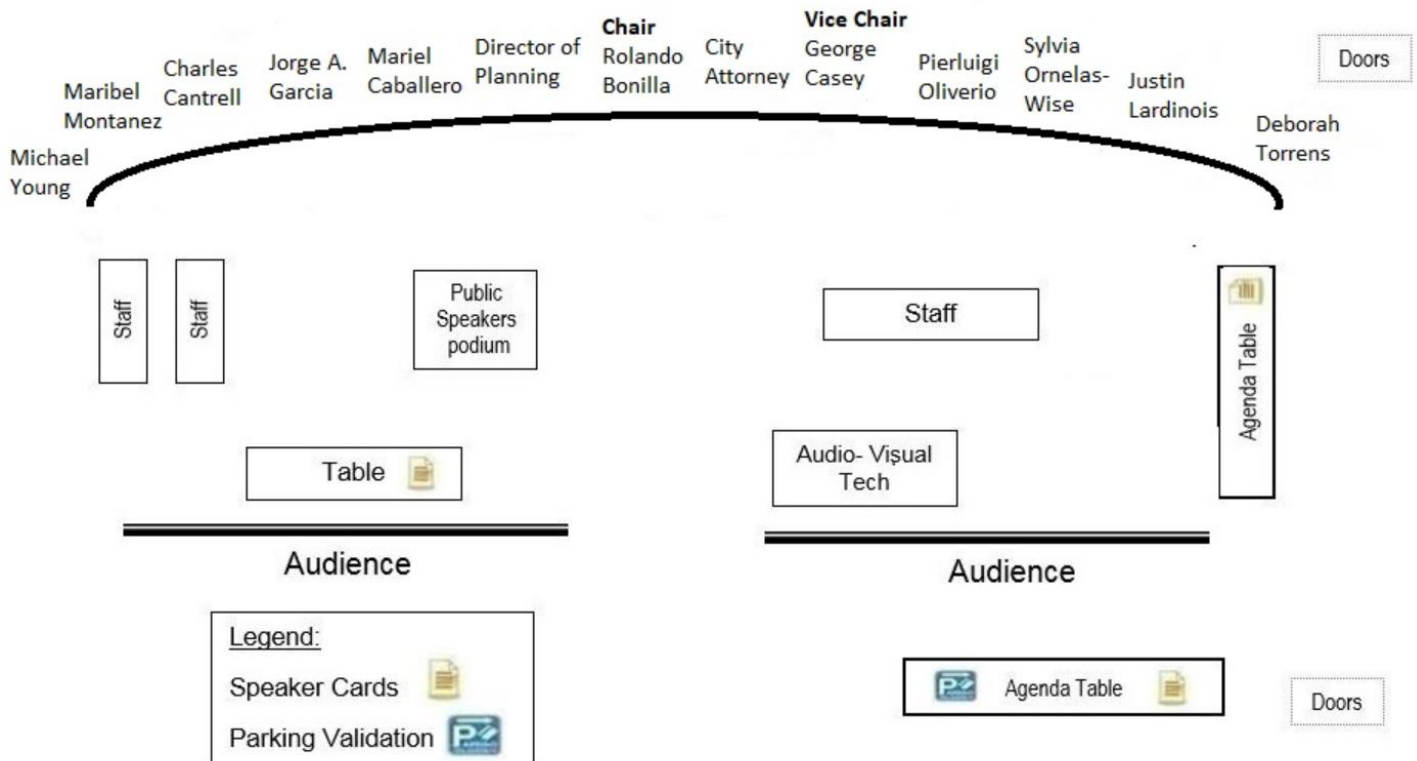 Michael
Young
Maribel
Montanez
Charles
Cantrell
Jorge A.
Garcia
Mariel
Caballero
Director of
Planning
Chair
Rolando
Bonilla
City
Attorney
Vice Chair
George
Casey
Pierluigi
Oliverio
Sylvia
Ornelas-
Wise
Justin
Lardinois
Deborah
Torrens
Doors
Staff
Staff
Public
Speakers
podium
Staff
Agenda Table
Table
Audio- Visual
Tech
Audience
Audience
Legend:
Speaker Cards
Parking Validation
Agenda Table
Doors